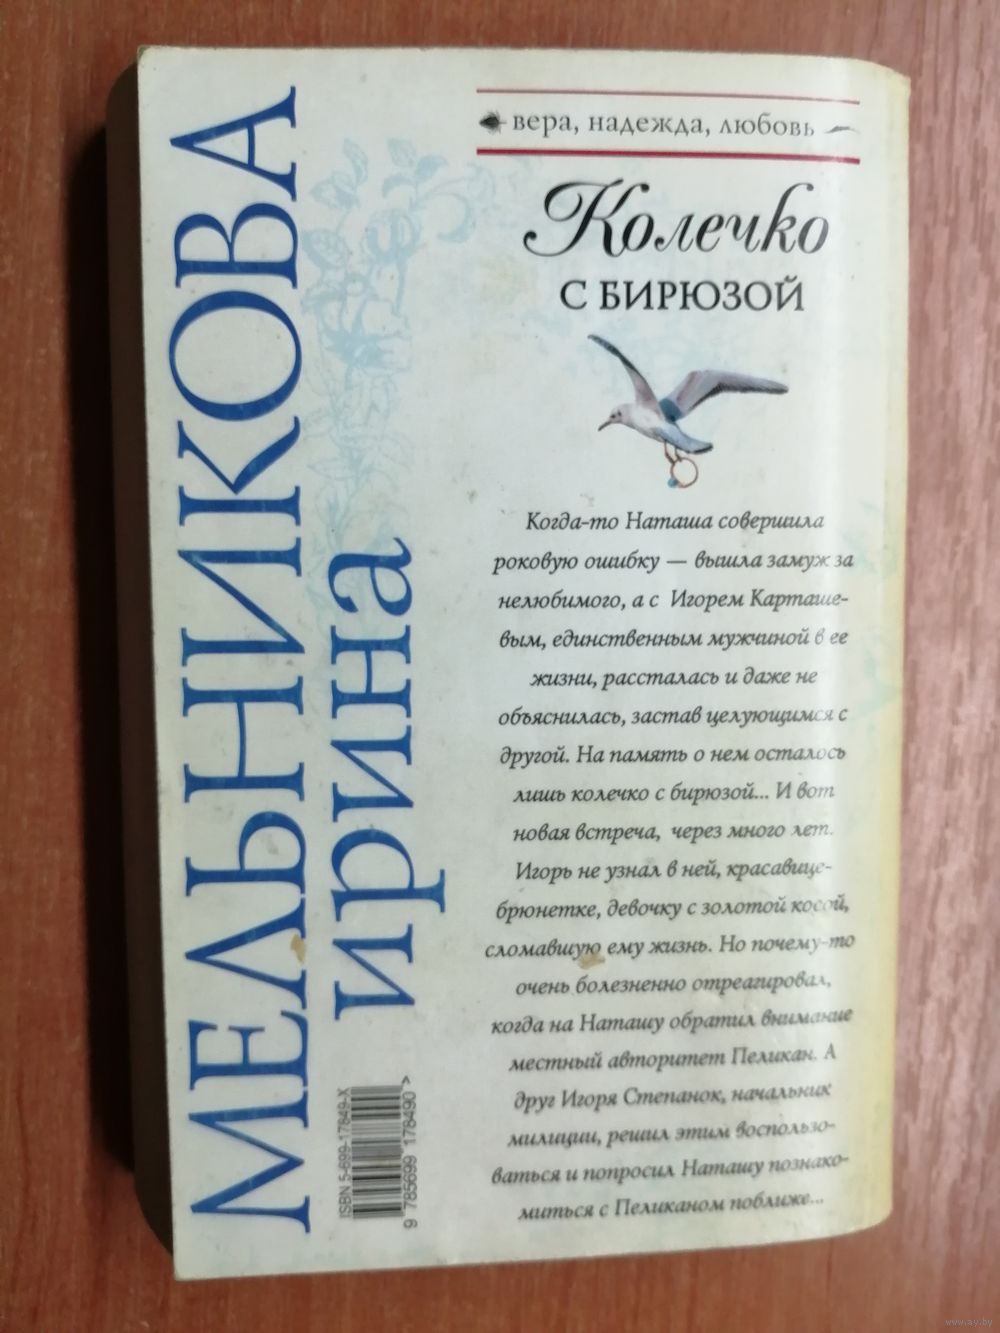 МЕЛЬНИКОВА
ирина
вера, надежда, любовь
Колечко
С БИРЮЗОЙ
Когда-то Наташа совершила
роковую ошибку — вышла замуж за
нелюбимого, а с Игорем Карташе-
вым, единственным мужчиной в ее
жизни, рассталась и даже не
объяснилась, застав целующимся с
другой. На память о нем осталось
лишь колечко с бирюзой... И вот
новая встреча, через много лет.
Игорь не узнал в ней, красавице-
брюнетке, девочку с золотой косой,
сломавшую ему жизнь. Но почему-то
очень болезненно отреагировал,
когда на Наташу обратил внимание
местный авторитет Пеликан. А
друг Игоря Степанок, начальник
милиции, решил этим воспользо-
ваться и попросил Наташу познако-
миться с Пеликаном поближе...
ISBN 5-699-17849-X
9 785699 178490 >
www.ay.by